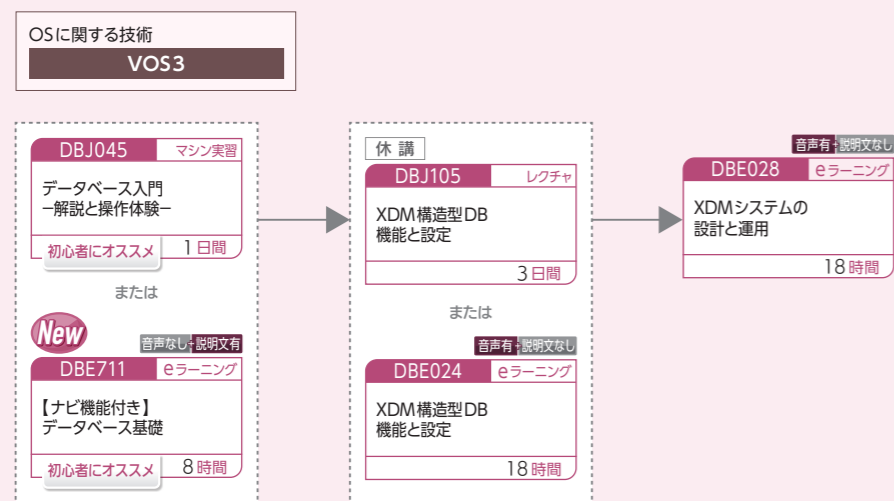 OSに関する技術
VOS3
DBJ045 マシン実習
データベース入門
−解説と操作体験−
初心者にオススメ 1日間
または
New
音声なし+説明文有
DBE711 eラーニング
【ナビ機能付き】
データベース基礎
初心者にオススメ 8時間
休 講
DBJ105 レクチャ
XDM構造型DB
機能と設定
3日間
または
音声有+説明文なし
DBE024 eラーニング
XDM構造型DB
機能と設定
18時間
音声有+説明文なし
DBE028 eラーニング
XDMシステムの
設計と運用
18時間